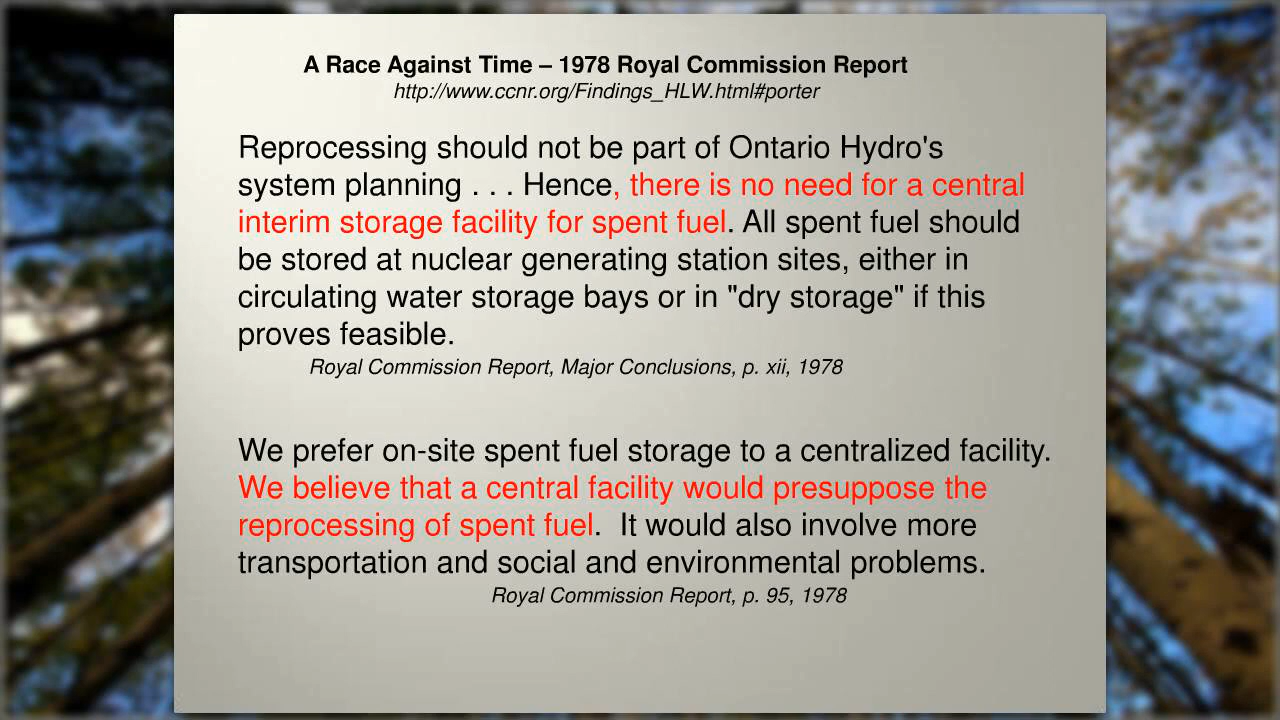 A Race Against Time – 1978 Royal Commission Report
http://www.ccnr.org/Findings_HLW.html#porter
Reprocessing should not be part of Ontario Hydro's
system planning . . . Hence, there is no need for a central
interim storage facility for spent fuel. All spent fuel should
be stored at nuclear generating station sites, either in
circulating water storage bays or in "dry storage" if this
proves feasible.
Royal Commission Report, Major Conclusions, p. xii, 1978
We prefer on-site spent fuel storage to a centralized facility.
We believe that a central facility would presuppose the
reprocessing of spent fuel.  It would also involve more
transportation and social and environmental problems.
Royal Commission Report, p. 95, 1978